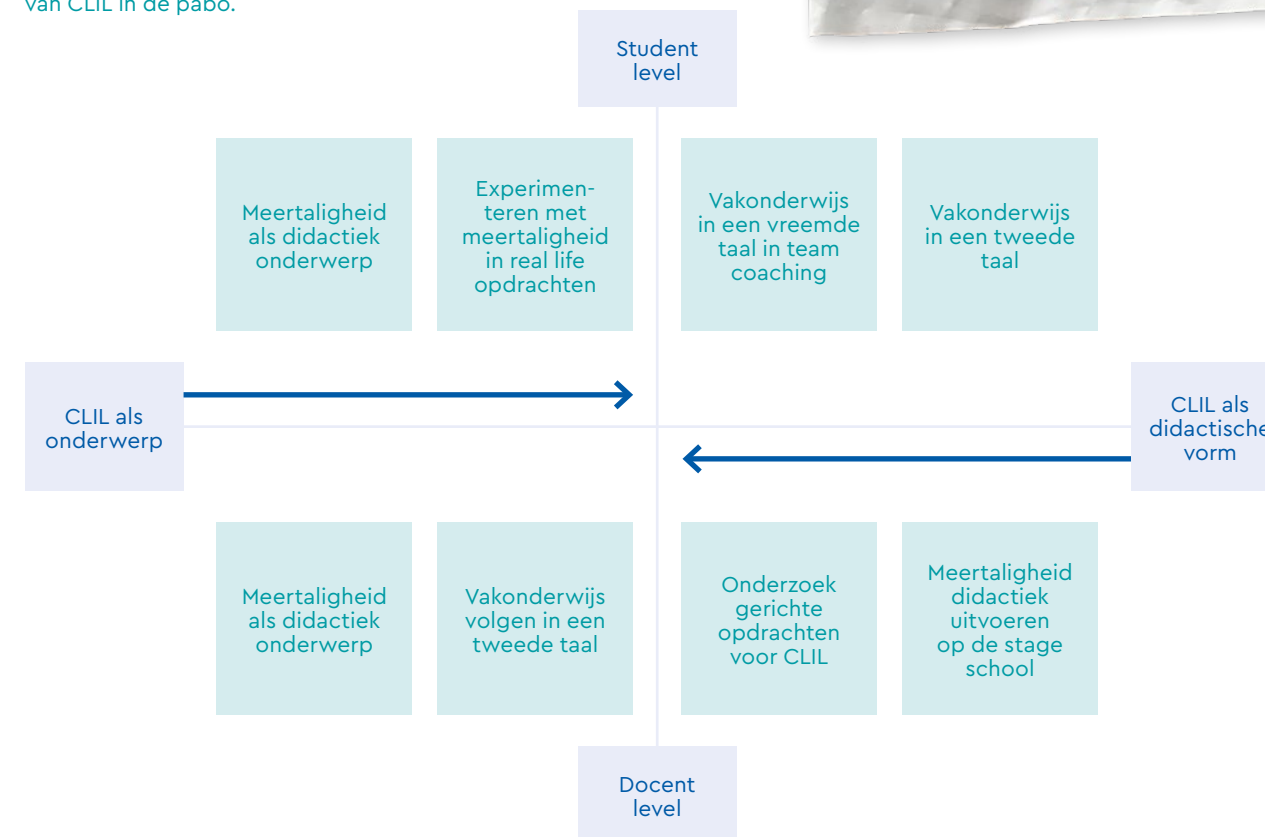 van CLIL in de pabo.
Student
level
Meertaligheid
als didactiek
onderwerp
Experimen-
teren met
meertaligheid
in real life
opdrachten
Vakonderwijs
in een vreemde
taal in team
coaching
Vakonderwijs
in een tweede
taal
CLIL als
onderwerp
CLIL als
didactische
vorm
Meertaligheid
als didactiek
onderwerp
Vakonderwijs
volgen in een
tweede taal
Onderzoek
gerichte
opdrachten
voor CLIL
Meertaligheid
didactiek
uitvoeren
op de stage
school
Docent
level